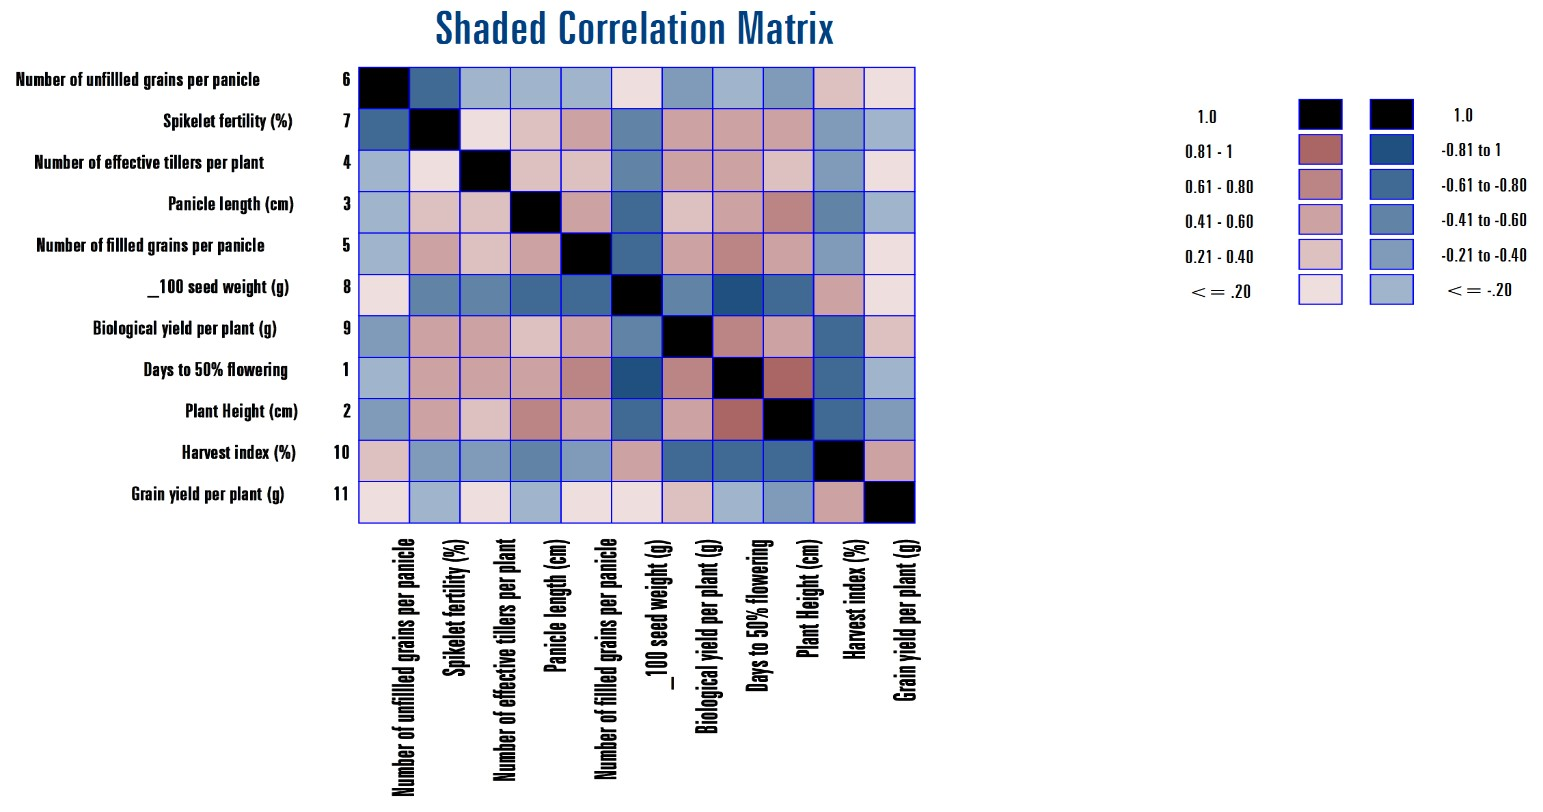 Shaded Correlation Matrix
Number of unfillled grains per panicle 6
Spikelet fertility (%) 7
Number of effective tillers per plant 4
Panicle length (cm) 3
Number of fillled grains per panicle 5
_100 seed weight (g) 8
Biological yield per plant (g) 9
Days to 50% flowering 1
Plant Height (cm) 2
Harvest index (%) 10
Grain yield per plant (g) 11
Number of unfillled grains per panicle
Spikelet fertility (%)
Number of effective tillers per plant
Panicle length (cm)
Number of fillled grains per panicle
_100 seed weight (g)
Biological yield per plant (g)
Days to 50% flowering
Plant Height (cm)
Harvest index (%)
Grain yield per plant (g)
1.0 1.0
0.81 - 1 -0.81 to 1
0.61 - 0.80 -0.61 to -0.80
0.41 - 0.60 -0.41 to -0.60
0.21 - 0.40 -0.21 to -0.40
<= .20 <= -.20